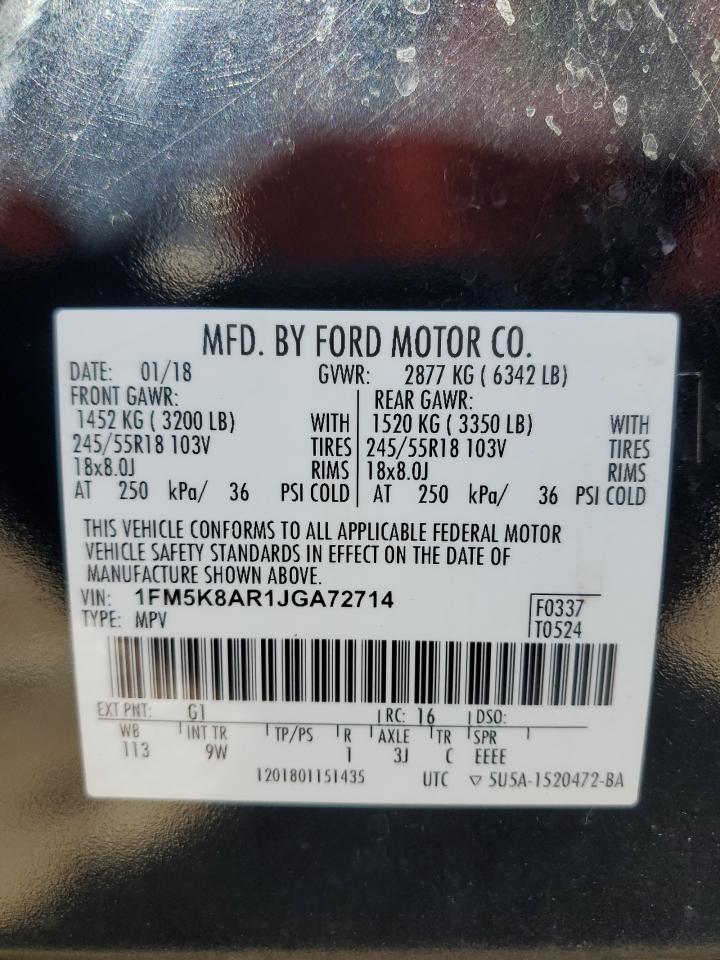 MFD. BY FORD MOTOR CO.
DATE: 01/18 GVWR: 2877 KG ( 6342 LB)
FRONT GAWR: REAR GAWR:
1452 KG ( 3200 LB) WITH 1520 KG ( 3350 LB) WITH
245/55R18 103V TIRES 245/55R18 103V TIRES
18x8.0J RIMS 18x8.0J RIMS
AT 250 kPa/ 36 PSI COLD AT 250 kPa/ 36 PSI COLD
THIS VEHICLE CONFORMS TO ALL APPLICABLE FEDERAL MOTOR
VEHICLE SAFETY STANDARDS IN EFFECT ON THE DATE OF
MANUFACTURE SHOWN ABOVE.
VIN: 1FM5K8AR1JGA72714 F0337
TYPE: MPV T0524
EXT PNT: G1 RC: 16 DSO:
WB INT TR TP/PS R AXLE TR SPR
113 9W 1 3J C EEEE
1201801151435 UTC ▽ 5U5A-1520472-BA